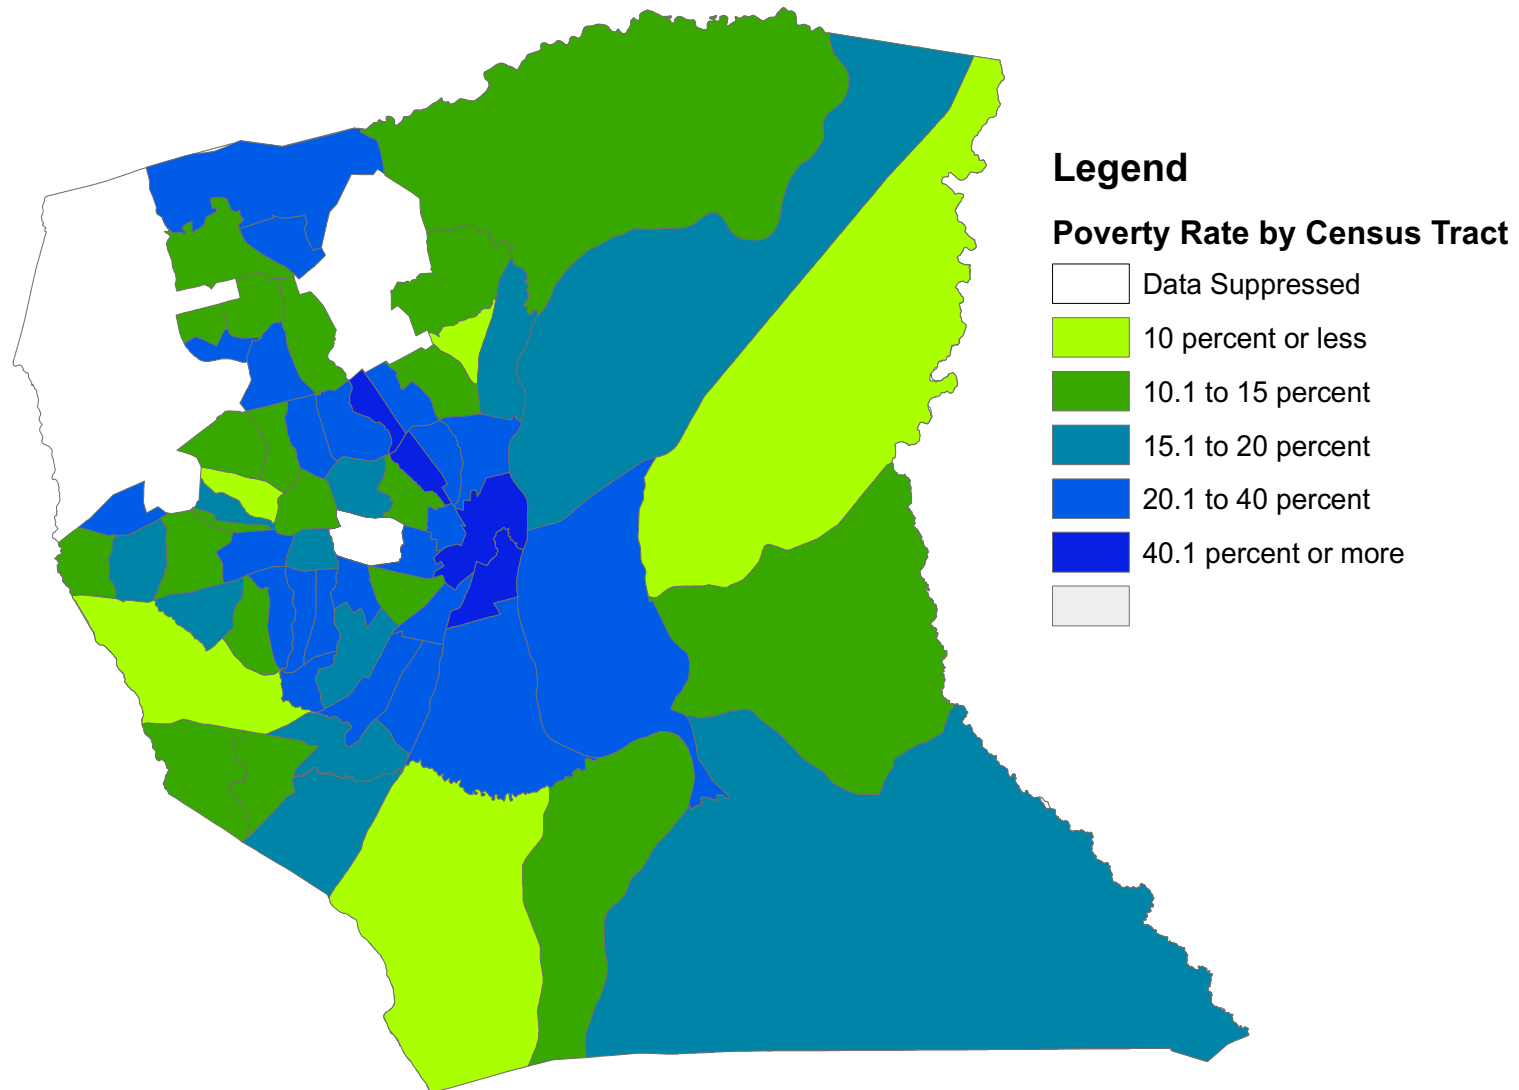 Legend
Poverty Rate by Census Tract
Data Suppressed
10 percent or less
10.1 to 15 percent
15.1 to 20 percent
20.1 to 40 percent
40.1 percent or more